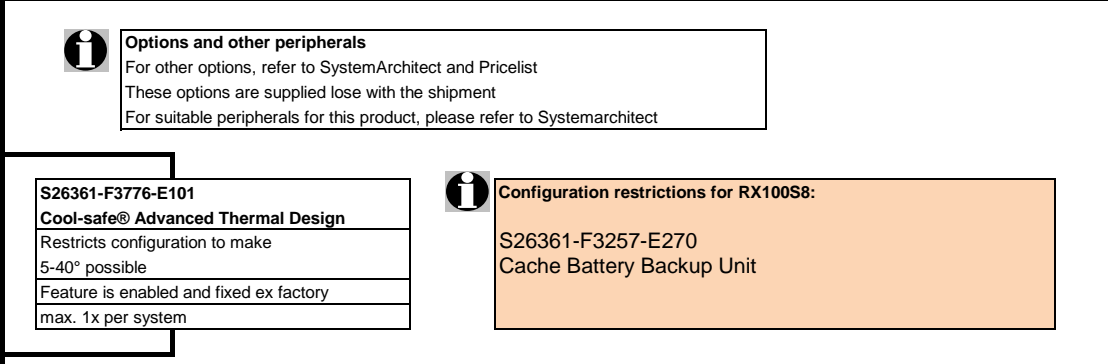 Options and other peripherals
For other options, refer to SystemArchitect and Pricelist
These options are supplied lose with the shipment
For suitable peripherals for this product, please refer to Systemarchitect
S26361-F3776-E101
Cool-safe® Advanced Thermal Design
Restricts configuration to make
5-40° possible
Feature is enabled and fixed ex factory
max. 1x per system
Configuration restrictions for RX100S8:
S26361-F3257-E270
Cache Battery Backup Unit